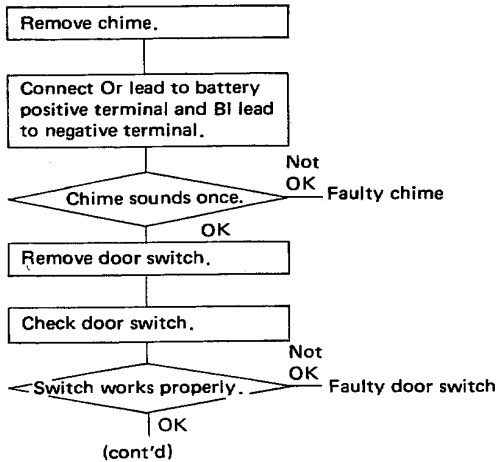 Remove chime.
Connect Or lead to battery
positive terminal and Bl lead
to negative terminal.
Not
OK
Chime sounds once.
Faulty chime
OK
Remove door switch.
Check door switch.
Not
OK
Switch works properly.
Faulty door switch
OK
(cont'd)